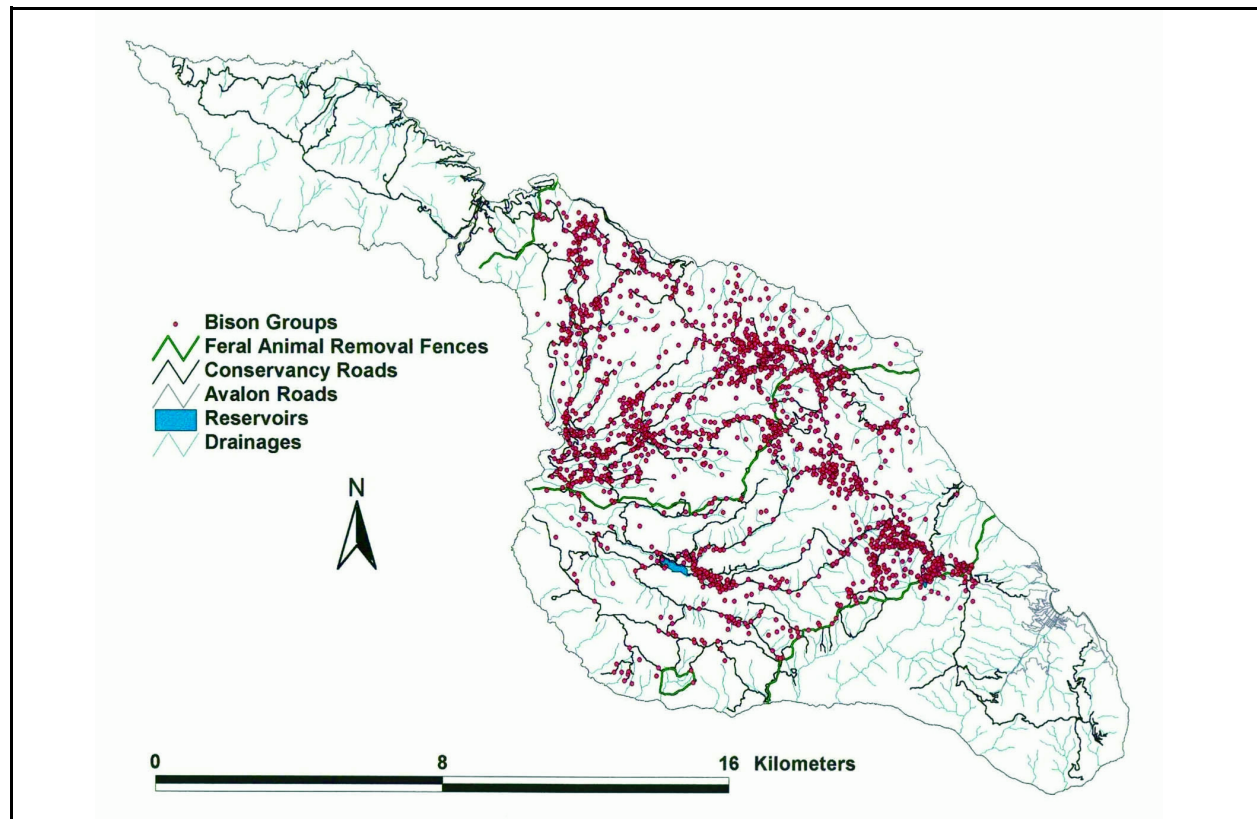 Bison Groups
Feral Animal Removal Fences
Conservancy Roads
Avalon Roads
Reservoirs
Drainages
N
0 8 16 Kilometers